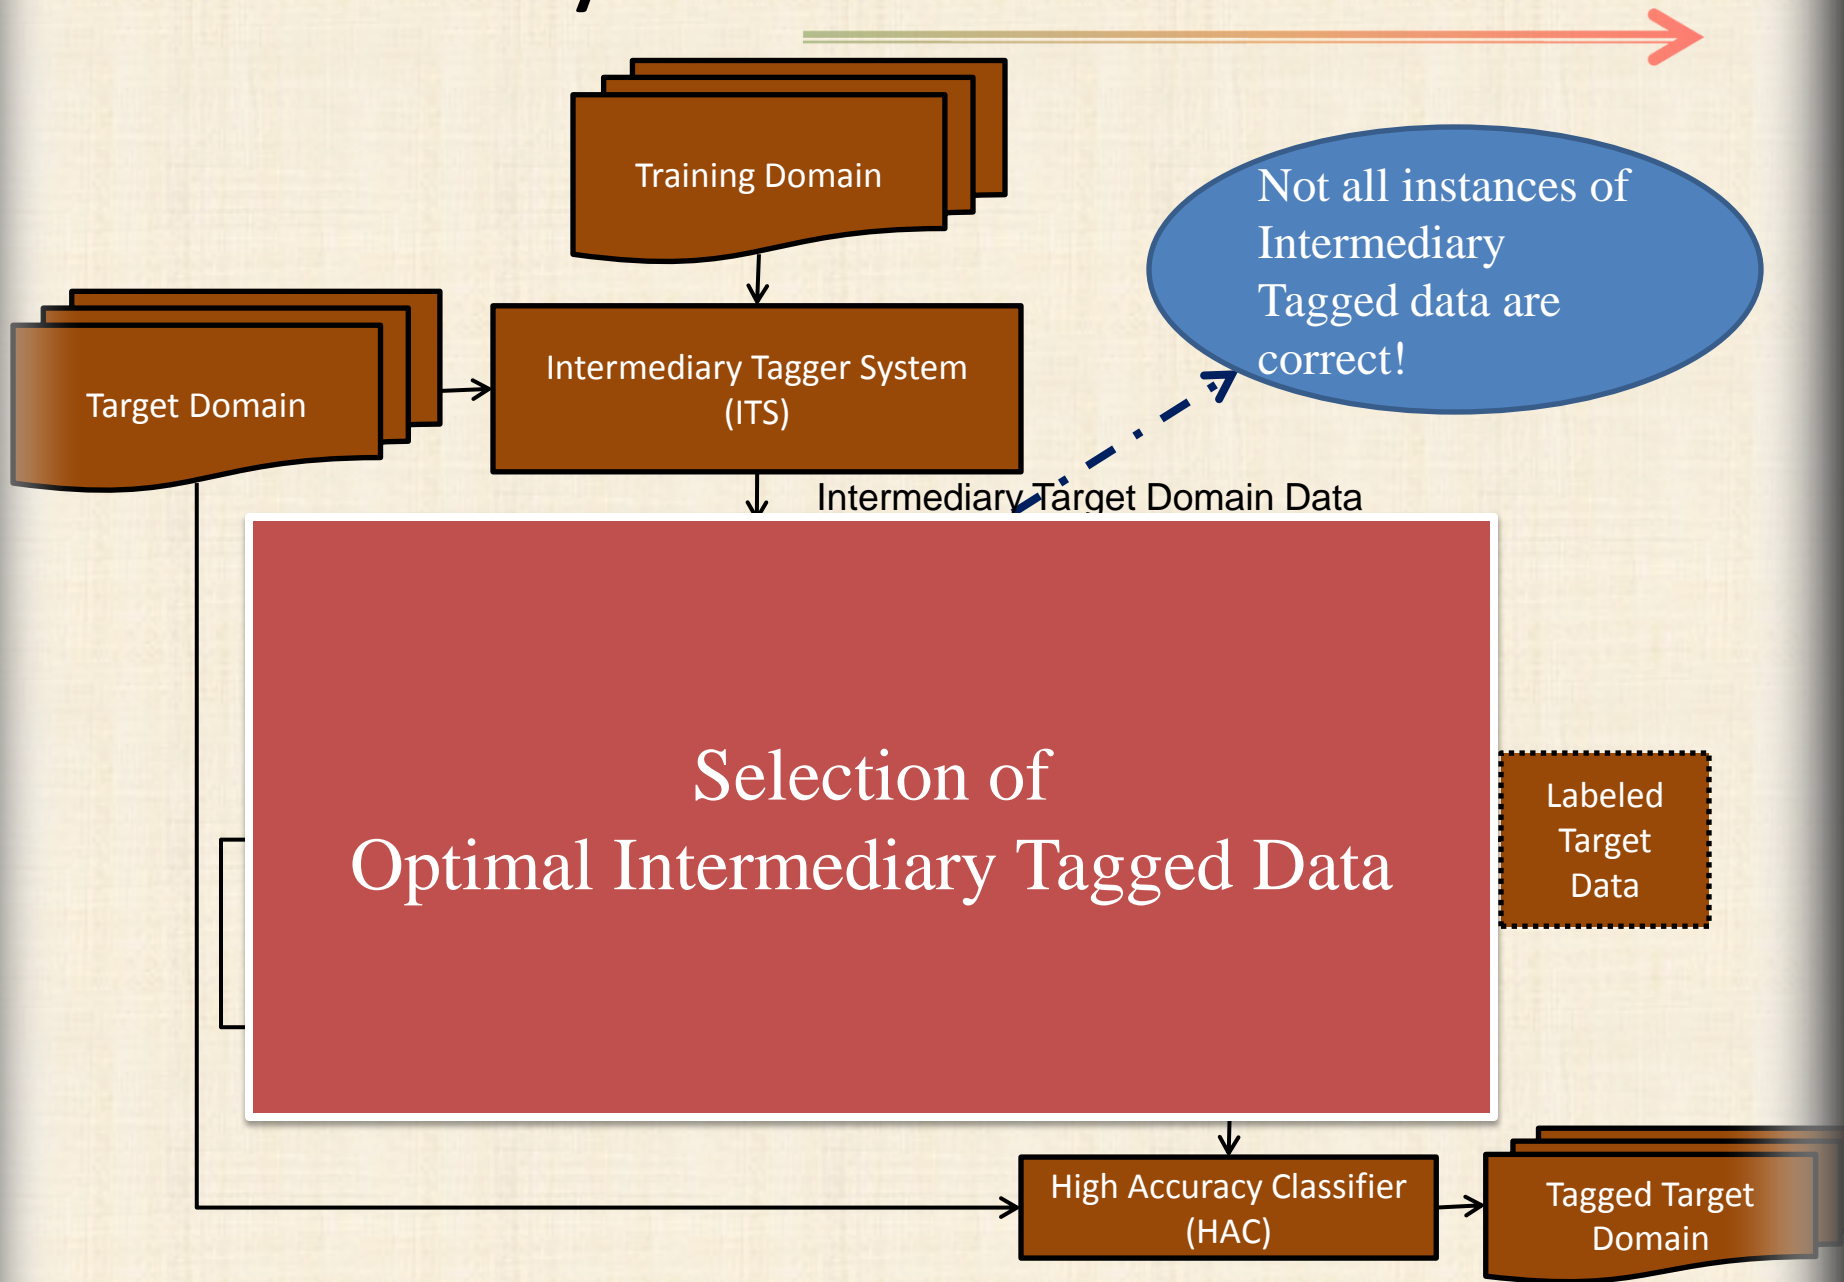 Training Domain
Not all instances of
Intermediary
Tagged data are
correct!
Intermediary Tagger System
(ITS)
Target Domain
Intermediary Target Domain Data
Selection of
Optimal Intermediary Tagged Data
Labeled
Target
Data
High Accuracy Classifier
(HAC)
Tagged Target
Domain